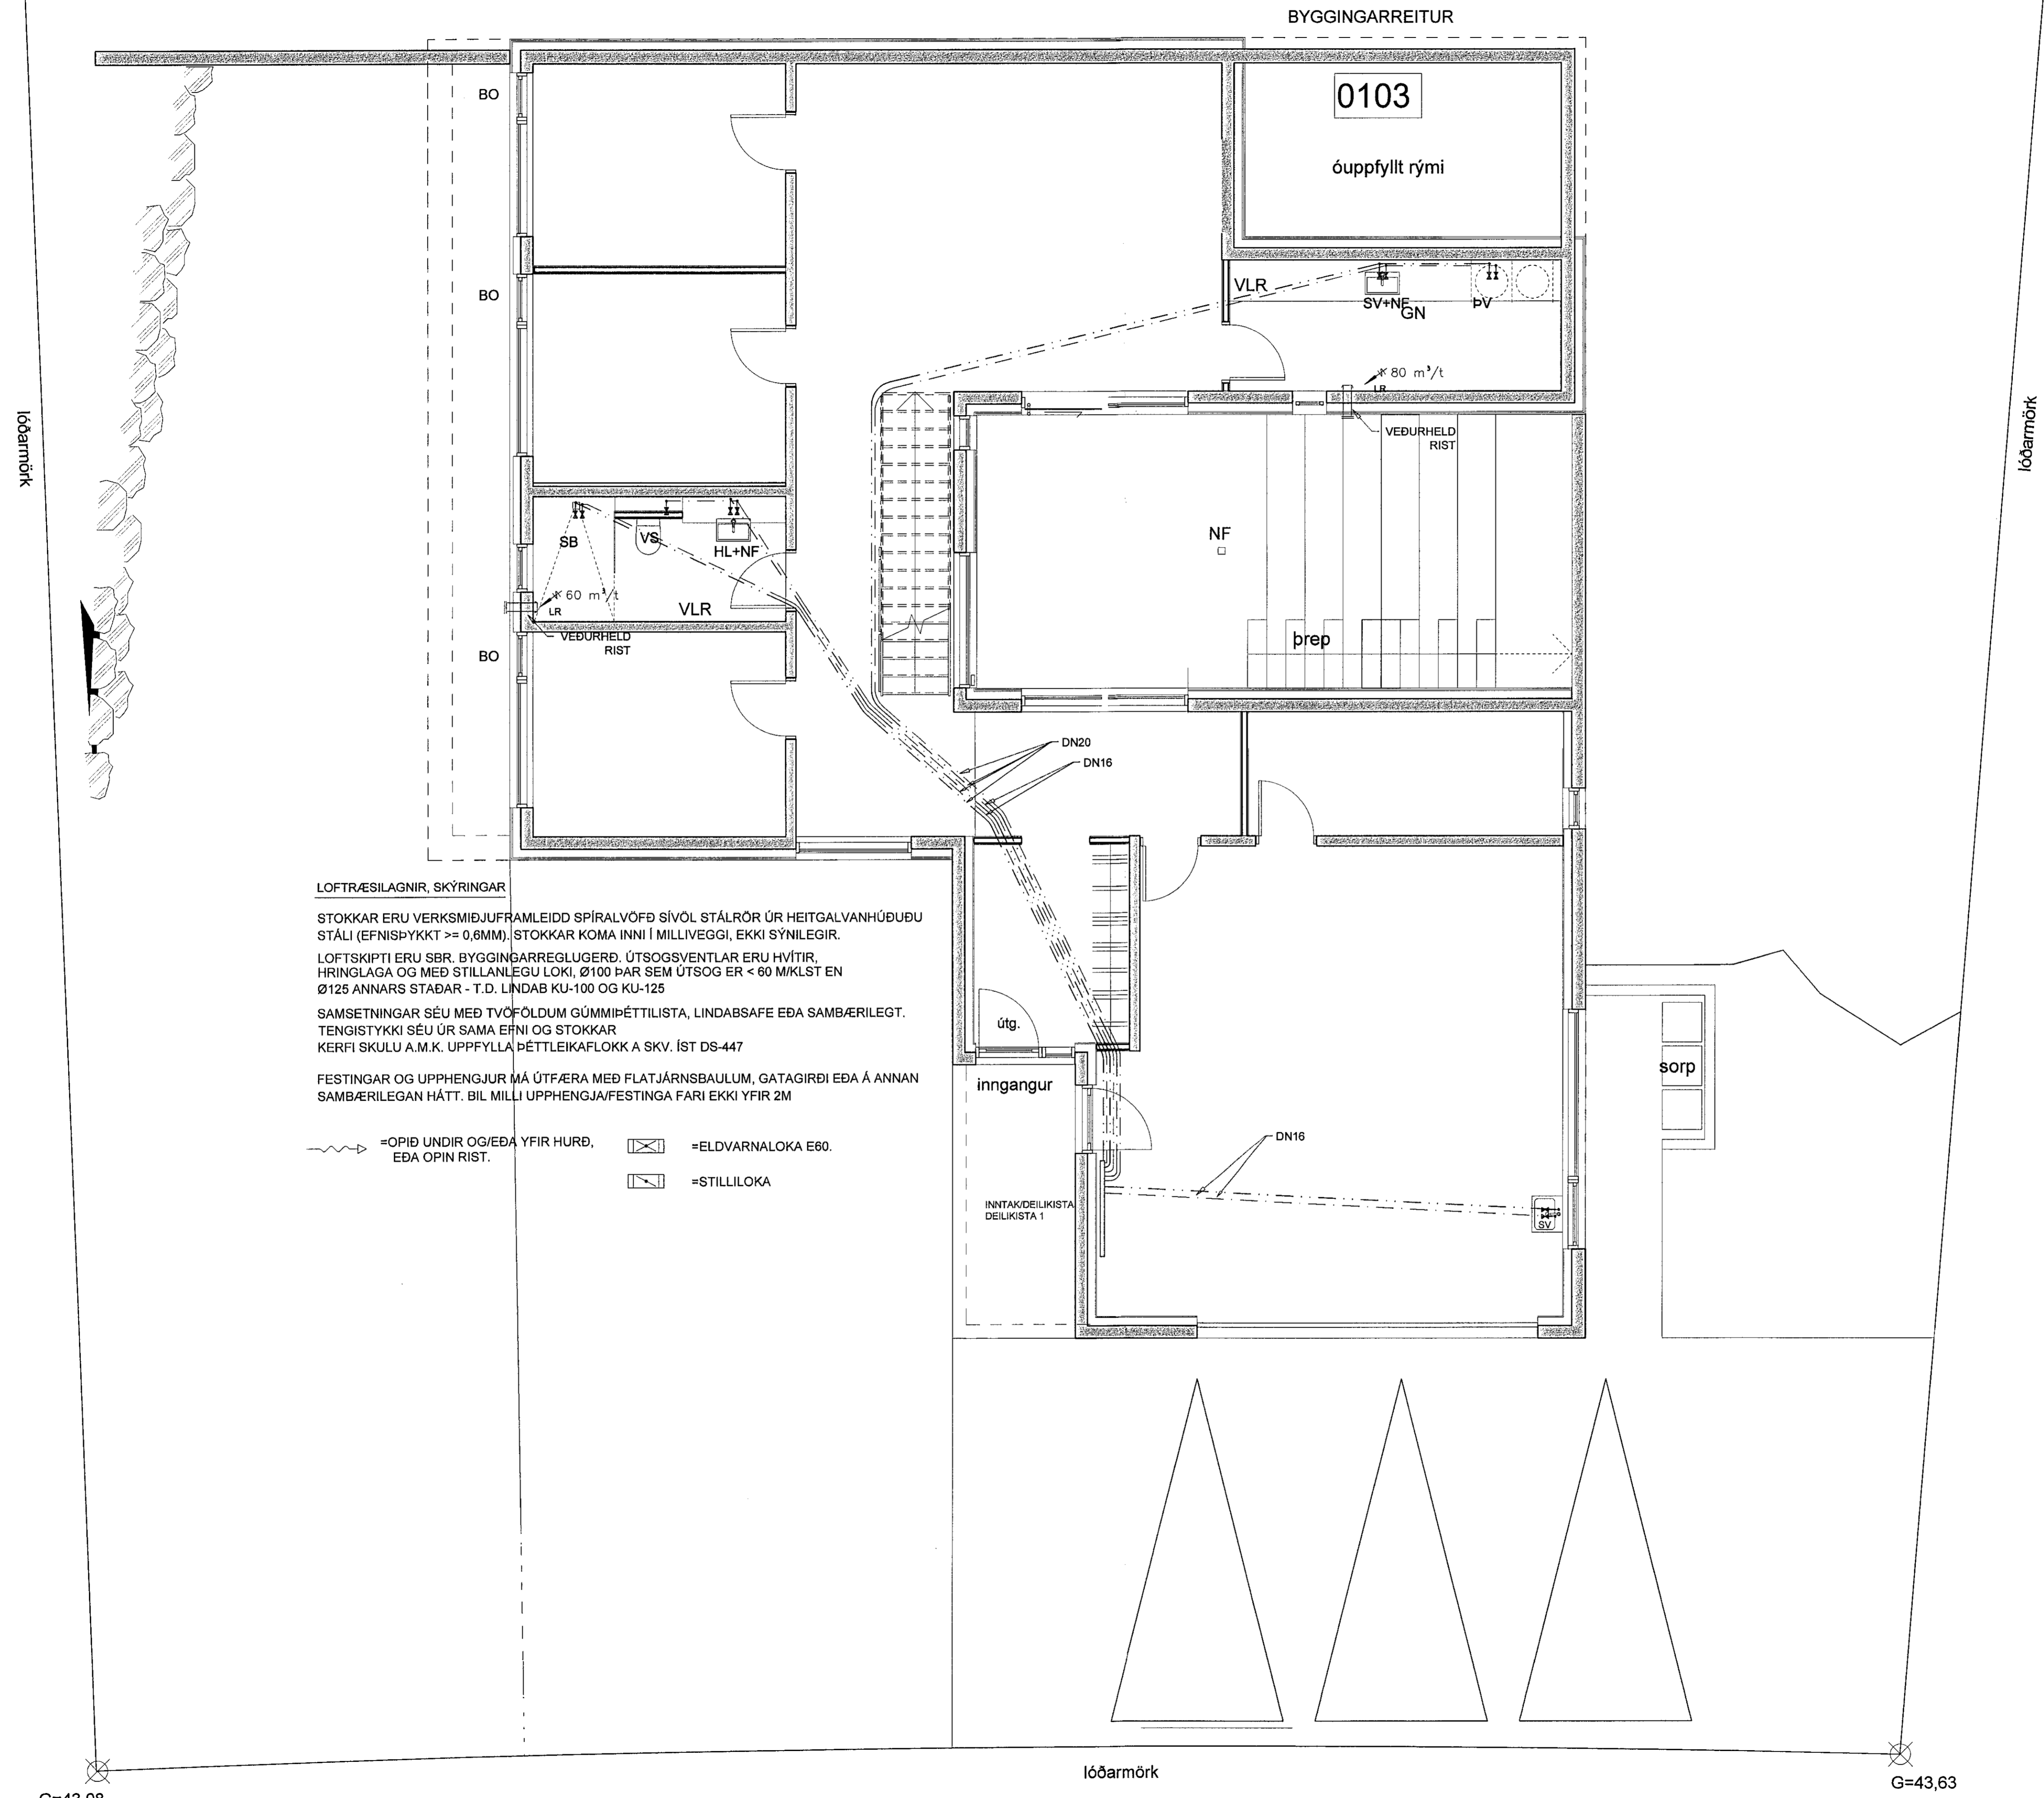 BYGGINGARREITUR
BO
0103
óuppfyllt rými
BO
VLR
SV+NF
GN
ÞV
80 m³/t
LR
lóðarmörk
lóðarmörk
VEÐURHELD
RIST
SB
VS
HL+NF
NF
60 m³/t
LR
VLR
VEÐURHELD
RIST
BO
þrep
DN20
DN16
LOFTRÆSILAGNIR, SKÝRINGAR
STOKKAR ERU VERKSMIÐJUFRAMLEIDD SPÍRALVÖFÐ SÍVÖL STÁLRÖR ÚR HEITGALVANHÚÐUÐU
STÁLI (EFNISÞYKKT >= 0,6MM). STOKKAR KOMA INNI Í MILLIVEGGI, EKKI SÝNILEGIR.
LOFTSKIPTI ERU SBR. BYGGINGARREGLUGERÐ. ÚTSOGSVENTLAR ERU HVÍTIR,
HRINGLAGA OG MEÐ STILLANLEGU LOKI, Ø100 ÞAR SEM ÚTSOG ER < 60 M/KLST EN
Ø125 ANNARS STAÐAR - T.D. LINDAB KU-100 OG KU-125
SAMSETNINGAR SÉU MEÐ TVÖFÖLDUM GÚMMIÞÉTTILISTA, LINDABSAFE EÐA SAMBÆRILEGT.
TENGISTYKKI SÉU ÚR SAMA EFNI OG STOKKAR
KERFI SKULU A.M.K. UPPFYLLA ÞÉTTLEIKAFLOKK A SKV. ÍST DS-447
FESTINGAR OG UPPHENGJUR MÁ ÚTFÆRA MEÐ FLATJÁRNSBAULUM, GATAGIRÐI EÐA Á ANNAN
SAMBÆRILEGAN HÁTT. BIL MILLI UPPHENGJA/FESTINGA FARI EKKI YFIR 2M
=OPIÐ UNDIR OG/EÐA YFIR HURÐ,
EÐA OPIN RIST.
=ELDVARNALOKA E60.
=STILLILOKA
útg.
inngangur
sorp
DN16
INNTAK/DEILIKISTA
DEILIKISTA 1
SV
lóðarmörk
G=43,63